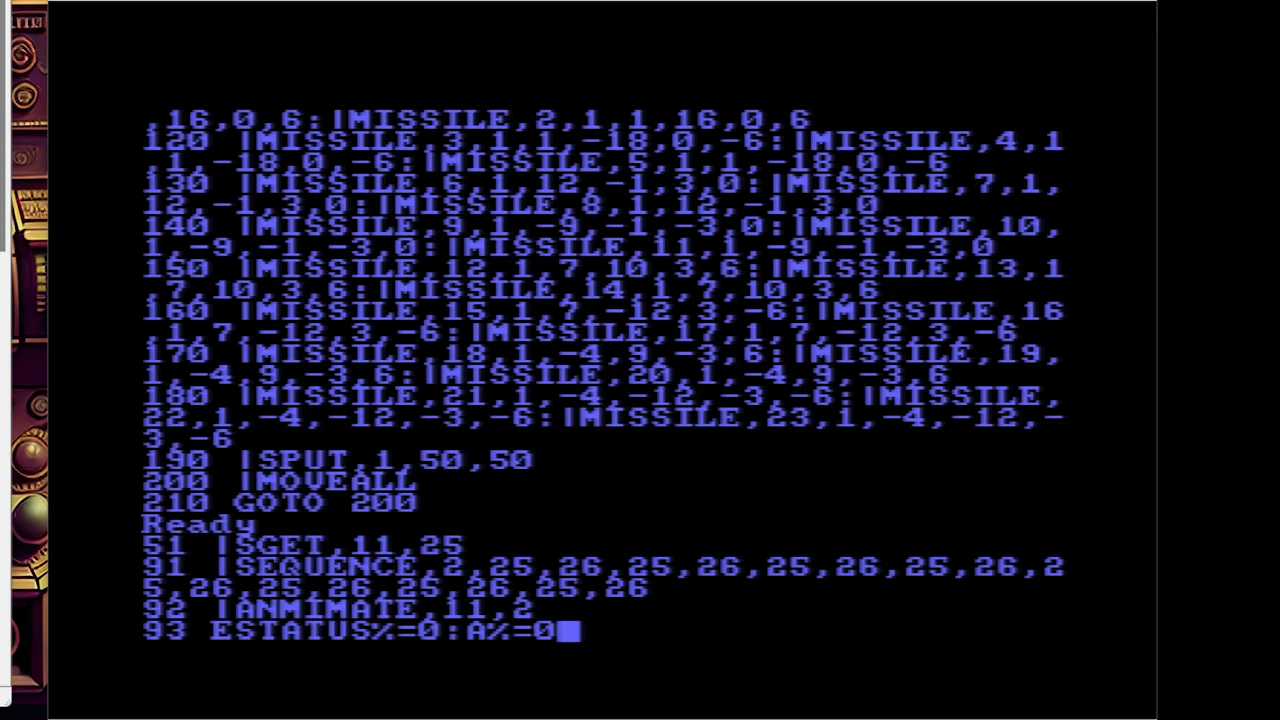 ,16,0,6:|MISSILE,2,1,1,16,0,6
120 |MISSILE,3,1,1,-18,0,-6:|MISSILE,4,1
,1,-18,0,-6:|MISSILE,5,1,1,-18,0,-6
130 |MISSILE,6,1,12,-1,3,0:|MISSILE,7,1,
12,-1,3,0:|MISSILE,8,1,12,-1,3,0
140 |MISSILE,9,1,-9,-1,-3,0:|MISSILE,10,
1,-9,-1,-3,0:|MISSILE,11,1,-9,-1,-3,0
150 |MISSILE,12,1,7,10,3,6:|MISSILE,13,1
,7,10,3,6:|MISSILE,14,1,7,10,3,6
160 |MISSILE,15,1,7,-12,3,-6:|MISSILE,16
,1,7,-12,3,-6:|MISSILE,17,1,7,-12,3,-6
170 |MISSILE,18,1,-4,9,-3,6:|MISSILE,19,
1,-4,9,-3,6:|MISSILE,20,1,-4,9,-3,6
180 |MISSILE,21,1,-4,-12,-3,-6:|MISSILE,
22,1,-4,-12,-3,-6:|MISSILE,23,1,-4,-12,-
3,-6
190 |SPUT,1,50,50
200 |MOVEALL
210 GOTO 200
Ready
51 |SGET,11,25
91 |SEQUENCE,2,25,26,25,26,25,26,25,26,2
5,26,25,26,25,26,25,26
92 |ANMIMATE,11,2
93 ESTATUS%=0:A%=0